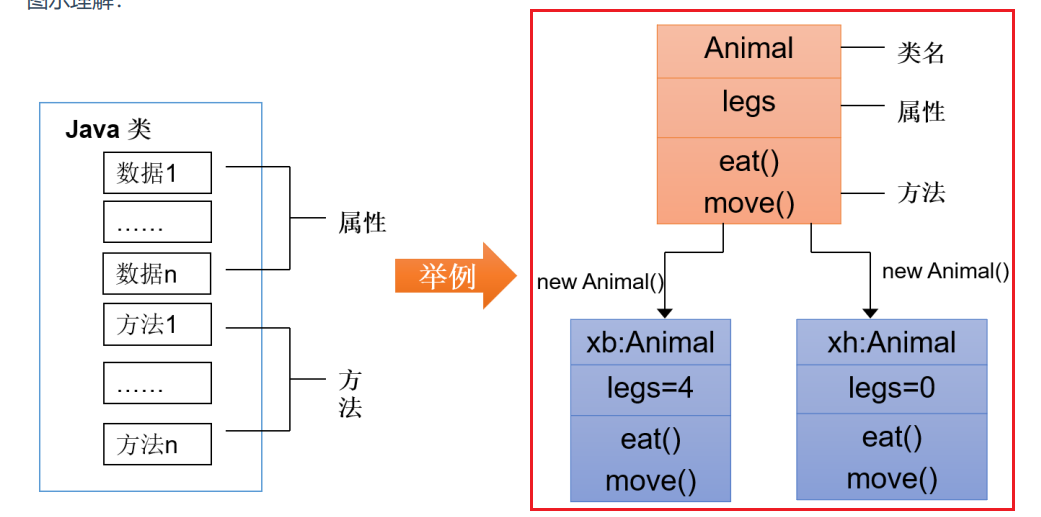 图示理解：
Java 类
数据1
……
数据n
方法1
……
方法n
属性
方
法
举例
Animal
legs
eat()
move()
类名
属性
方法
new Animal()
new Animal()
xb:Animal
legs=4
eat()
move()
xh:Animal
legs=0
eat()
move()